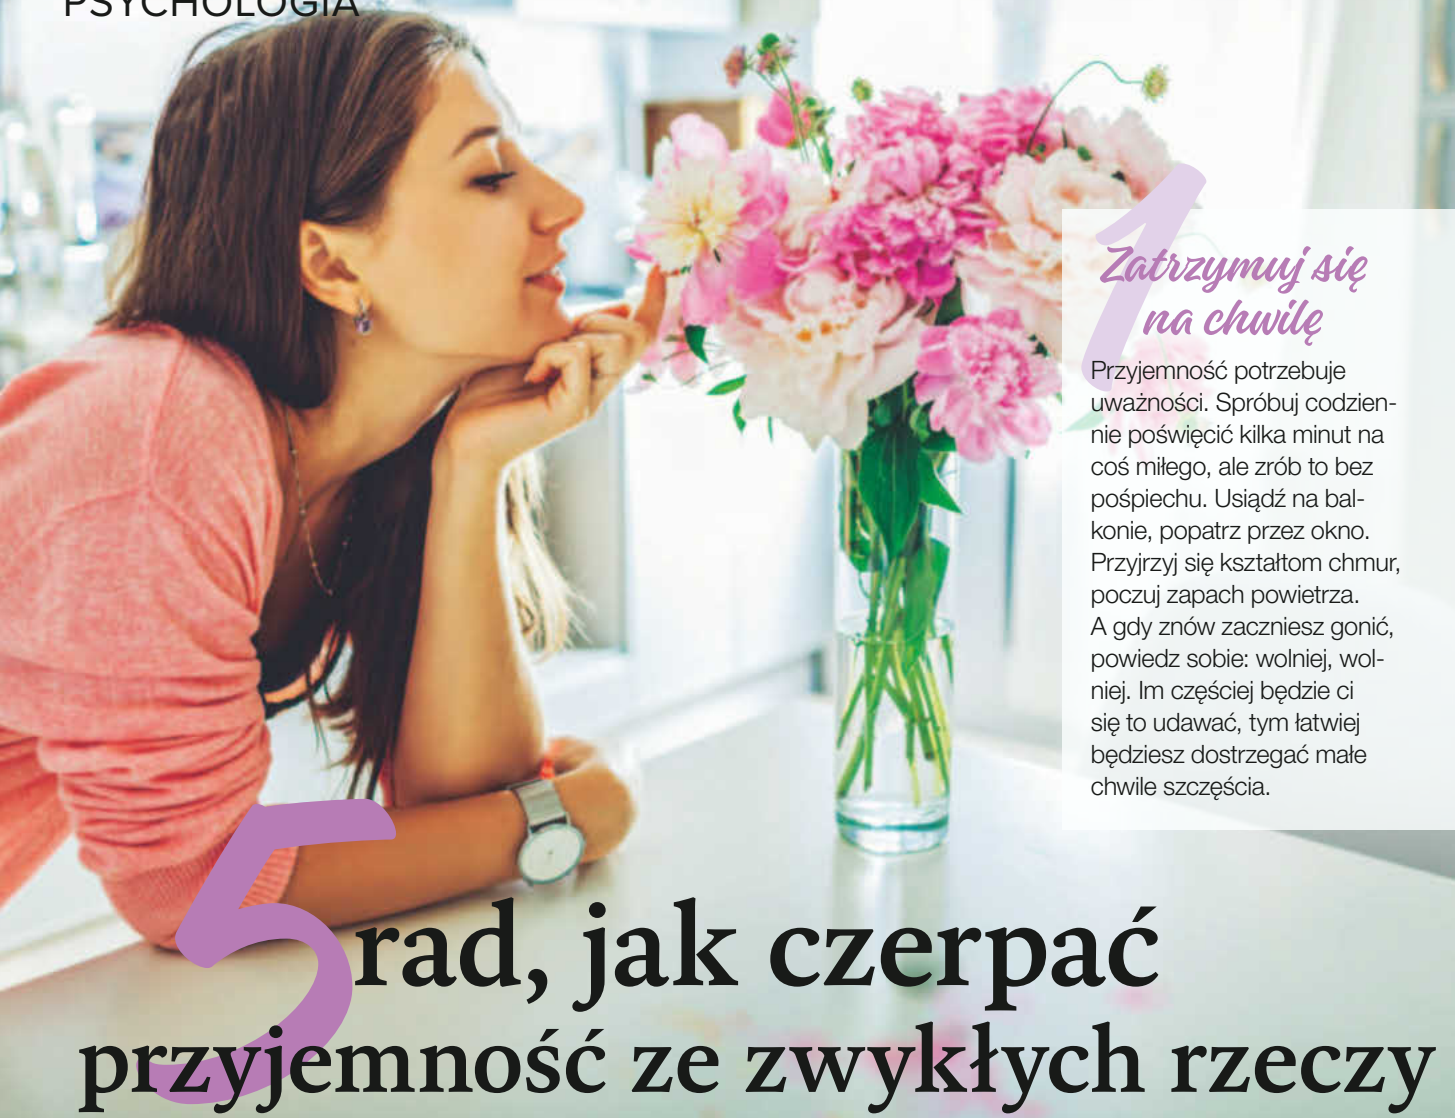 PSYCHOLOGIA
1
Zatrzymuj się
na chwilę
Przyjemność potrzebuje
uważności. Spróbuj codzien-
nie poświęcić kilka minut na
coś miłego, ale zrób to bez
pośpiechu. Usiądź na bal-
konie, popatrz przez okno.
Przyjrzyj się kształtom chmur,
poczuj zapach powietrza.
A gdy znów zaczniesz gonić,
powiedz sobie: wolniej, wol-
niej. Im częściej będzie ci
się to udawać, tym łatwiej
będziesz dostrzegać małe
chwile szczęścia.
5 rad, jak czerpać
przyjemność ze zwykłych rzeczy